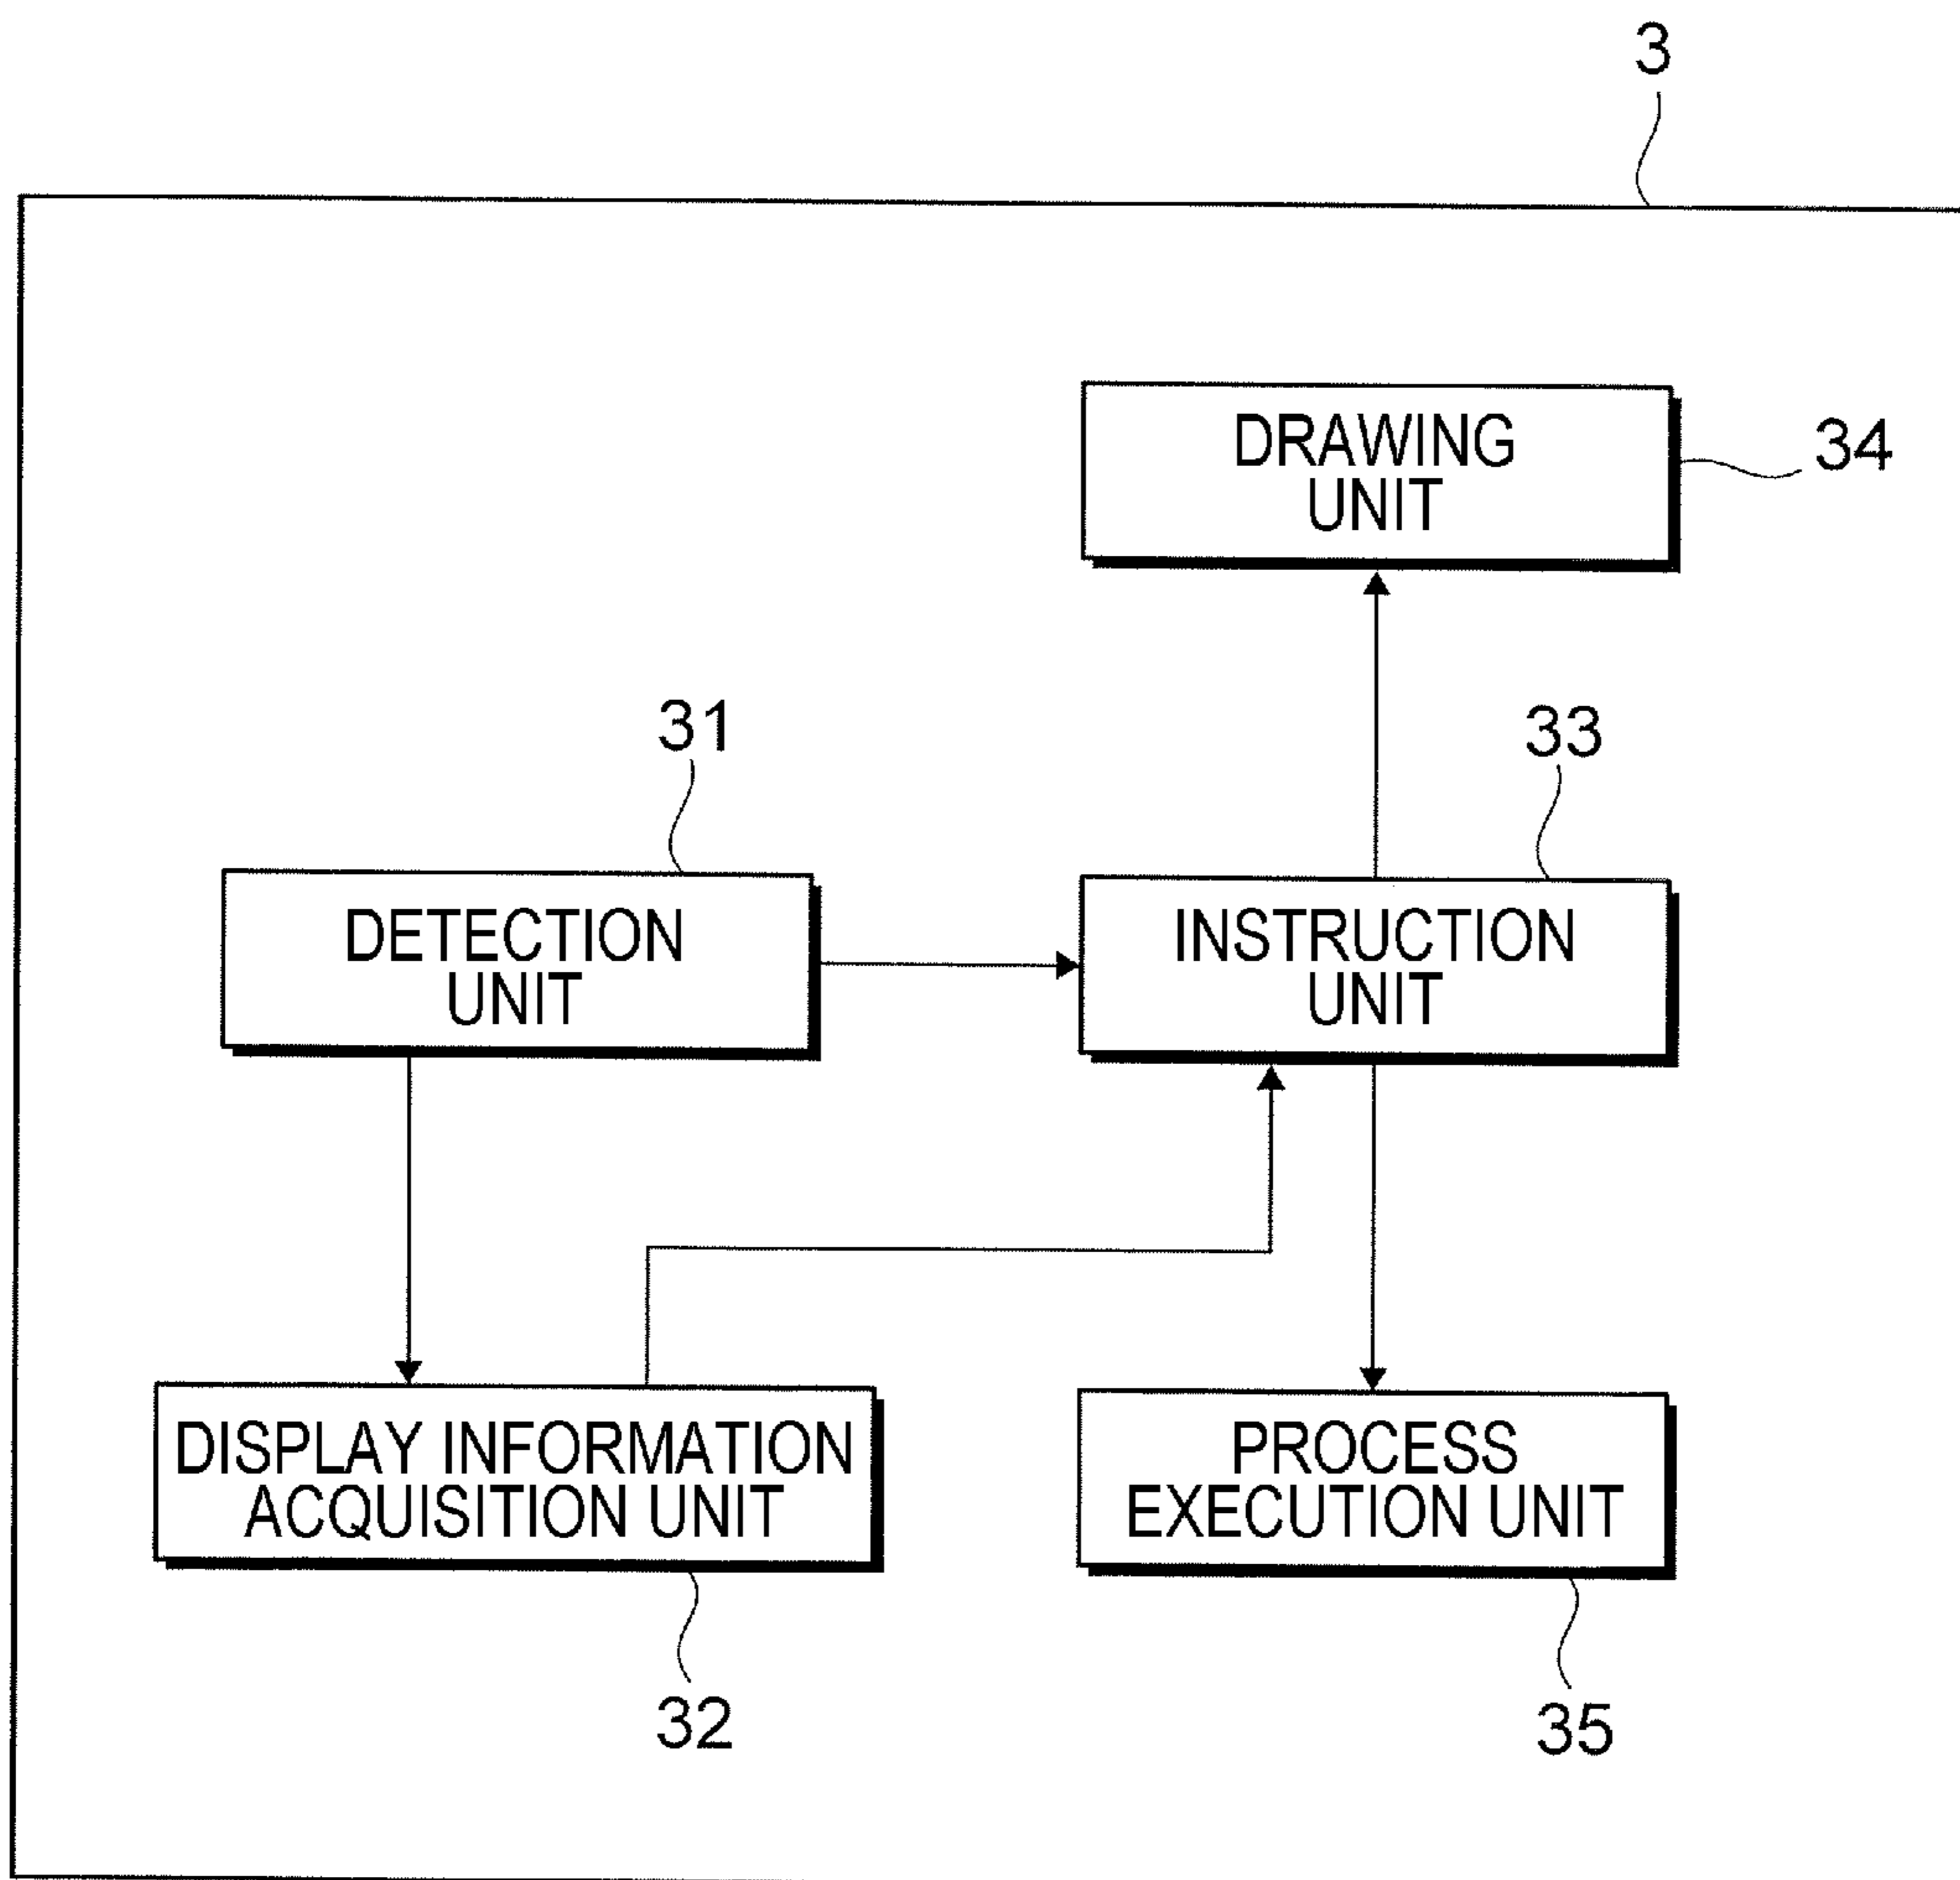 3
DRAWING
UNIT
34
31
33
DETECTION
UNIT
INSTRUCTION
UNIT
DISPLAY INFORMATION
ACQUISITION UNIT
PROCESS
EXECUTION UNIT
32
35